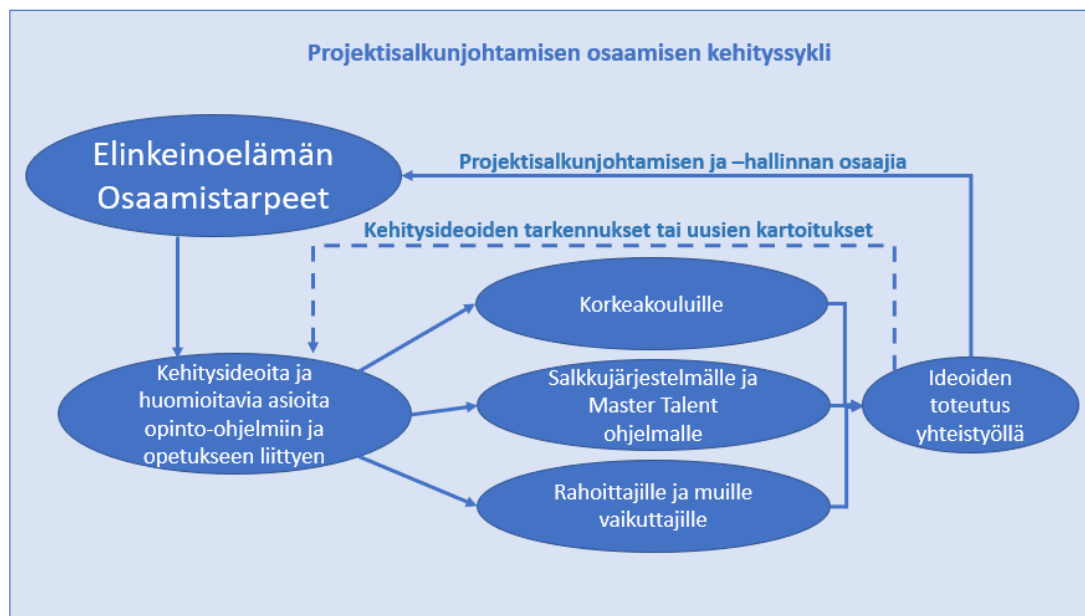 Projektisalkunjohtamisen osaamisen kehityssykli
Elinkeinoelämän
Osaamistarpeet
Projektisalkunjohtamisen ja –hallinnan osaajia
Kehitysideoiden tarkennukset tai uusien kartoitukset
Korkeakouluille
Kehitysideoita ja
huomioitavia asioita
opinto-ohjelmiin ja
opetukseen liittyen
Salkkujärjestelmälle ja
Master Talent
ohjelmalle
Ideoiden
toteutus
yhteistyöllä
Rahoittajille ja muille
vaikuttajille